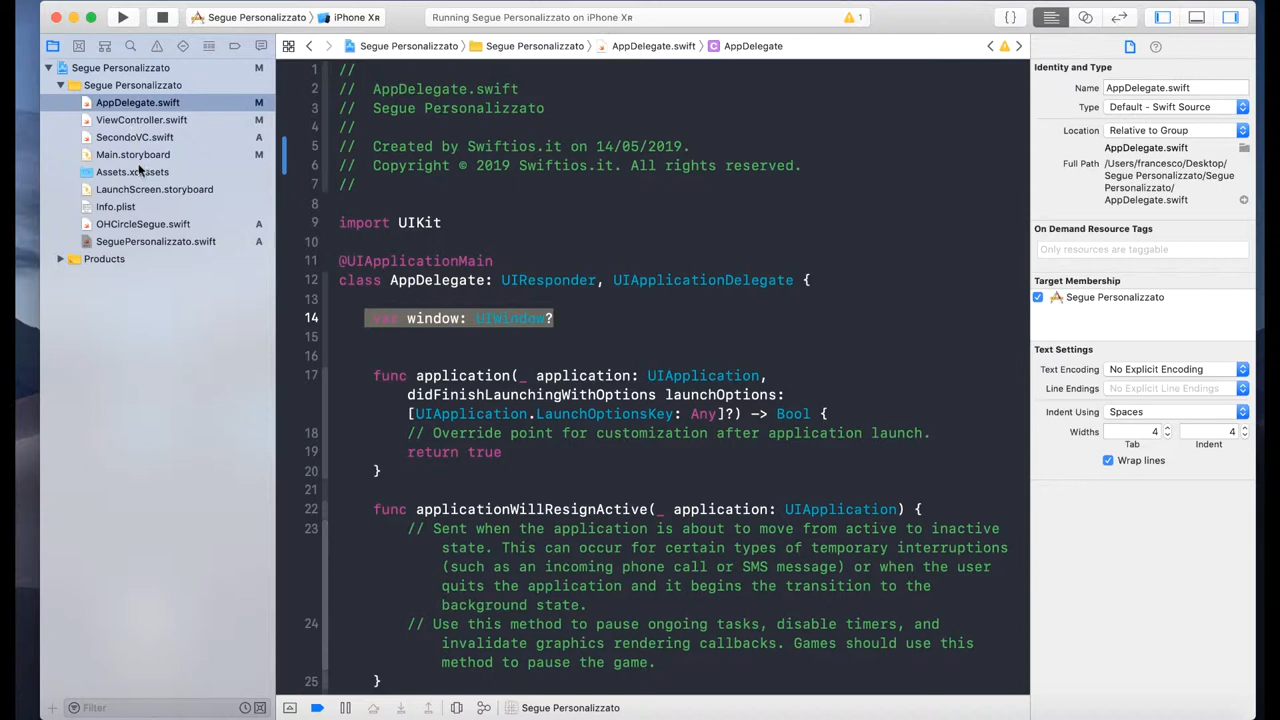 Segue Personalizzato iPhone Xʀ
Running Segue Personalizzato on iPhone Xʀ
1
{ }
Segue Personalizzato M
Segue Personalizzato
AppDelegate.swift M
ViewController.swift M
SecondoVC.swift A
Main.storyboard M
Assets.xcassets
LaunchScreen.storyboard
Info.plist
OHCircleSegue.swift A
SeguePersonalizzato.swift A
Products
Filter
Segue Personalizzato Segue Personalizzato AppDelegate.swift C AppDelegate
1 //
2 // AppDelegate.swift
3 // Segue Personalizzato
4 //
5 // Created by Swiftios.it on 14/05/2019.
6 // Copyright © 2019 Swiftios.it. All rights reserved.
7 //
8
9 import UIKit
10
11 @UIApplicationMain
12 class AppDelegate: UIResponder, UIApplicationDelegate {
13
14 var window: UIWindow?
15
16
17 func application(_ application: UIApplication,
didFinishLaunchingWithOptions launchOptions:
[UIApplication.LaunchOptionsKey: Any]?) -> Bool {
18 // Override point for customization after application launch.
19 return true
20 }
21
22 func applicationWillResignActive(_ application: UIApplication) {
23 // Sent when the application is about to move from active to inactive
state. This can occur for certain types of temporary interruptions
(such as an incoming phone call or SMS message) or when the user
quits the application and it begins the transition to the
background state.
24 // Use this method to pause ongoing tasks, disable timers, and
invalidate graphics rendering callbacks. Games should use this
method to pause the game.
25 }
Segue Personalizzato
Identity and Type
Name AppDelegate.swift
Type Default - Swift Source
Location Relative to Group
AppDelegate.swift
Full Path /Users/francesco/Desktop/
Segue Personalizzato/Segue
Personalizzato/
AppDelegate.swift
On Demand Resource Tags
Only resources are taggable
Target Membership
Segue Personalizzato
Text Settings
Text Encoding No Explicit Encoding
Line Endings No Explicit Line Endings
Indent Using Spaces
Widths 4 4
Tab Indent
Wrap lines